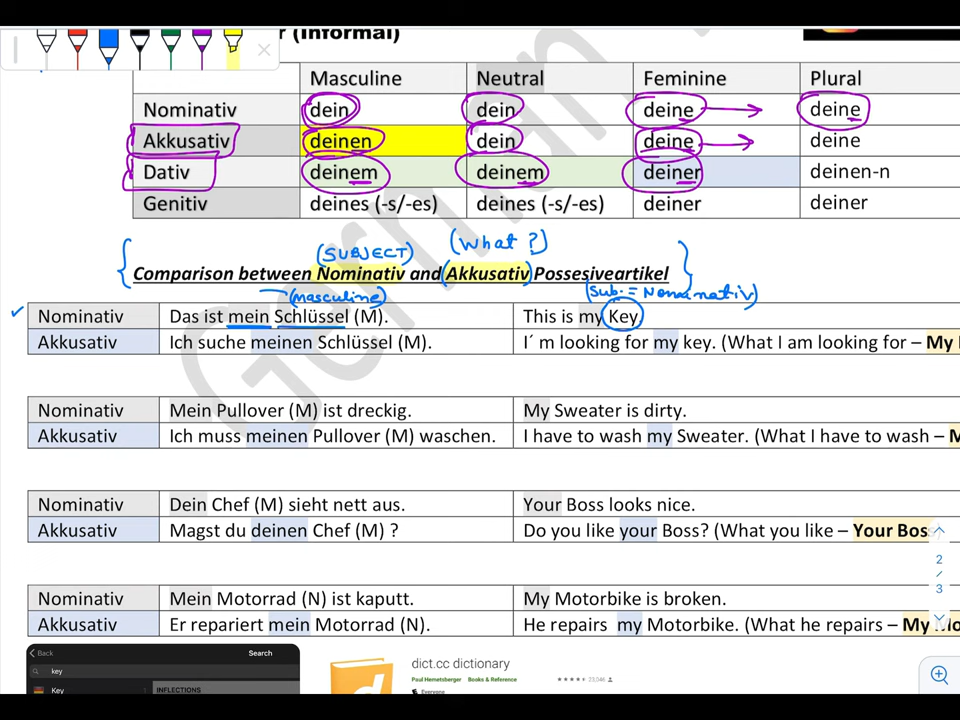 r (Informal)
Masculine Neutral Feminine Plural
Nominativ dein dein deine deine
Akkusativ deinen dein deine deine
Dativ deinem deinem deiner deinen-n
Genitiv deines (-s/-es) deines (-s/-es) deiner deiner
(SUBJECT) (What ?)
Comparison between Nominativ and (Akkusativ) Possesiveartikel
(masculine) (Sub. = Nominativ)
Nominativ Das ist mein Schlüssel (M). This is my Key.
Akkusativ Ich suche meinen Schlüssel (M). I´ m looking for my key. (What I am looking for – My
Nominativ Mein Pullover (M) ist dreckig. My Sweater is dirty.
Akkusativ Ich muss meinen Pullover (M) waschen. I have to wash my Sweater. (What I have to wash –
Nominativ Dein Chef (M) sieht nett aus. Your Boss looks nice.
Akkusativ Magst du deinen Chef (M) ? Do you like your Boss? (What you like – Your Boss
Nominativ Mein Motorrad (N) ist kaputt. My Motorbike is broken.
Akkusativ Er repariert mein Motorrad (N). He repairs my Motorbike. (What he repairs – My
2
/
3
Back Search
key
Key INFLECTIONS
dict.cc dictionary
Paul Hemetsberger Books & Reference 23,046
Everyone
German